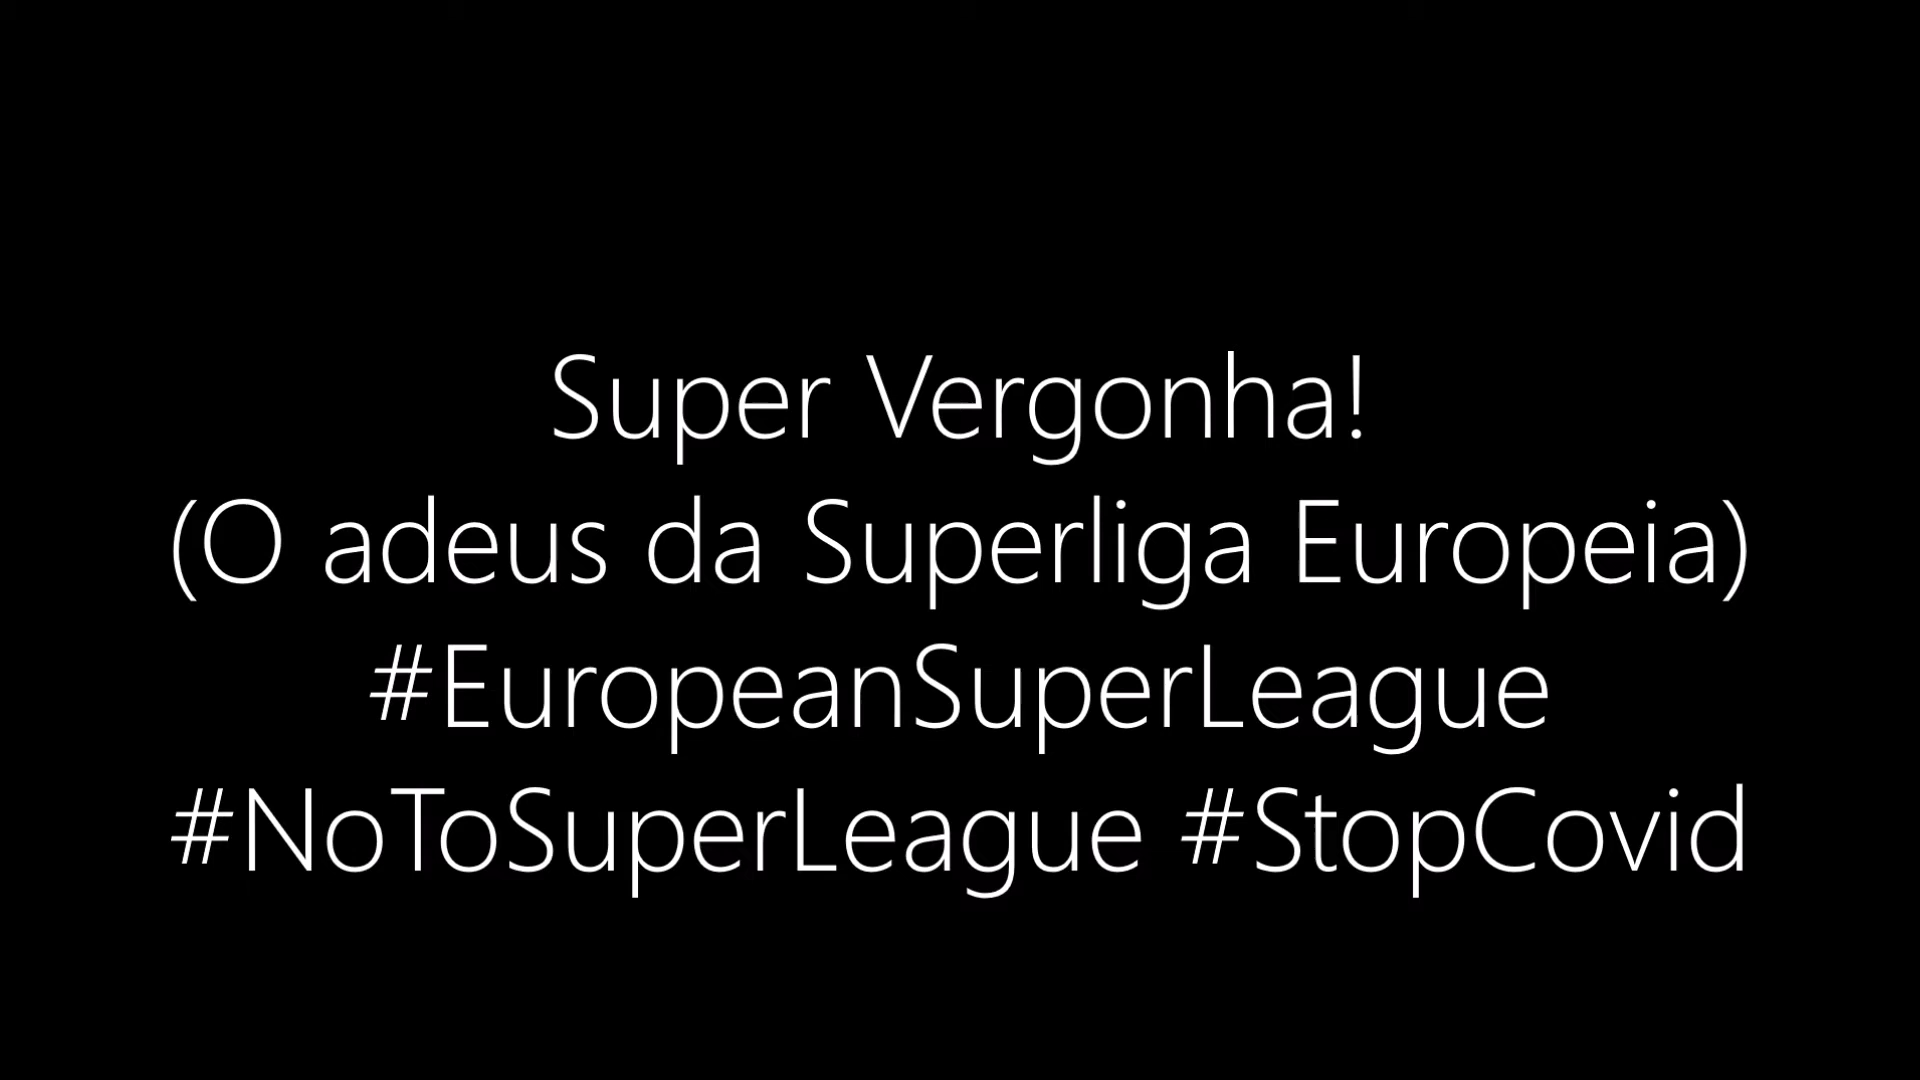 Super Vergonha!
(O adeus da Superliga Europeia)
#EuropeanSuperLeague
#NoToSuperLeague #StopCovid